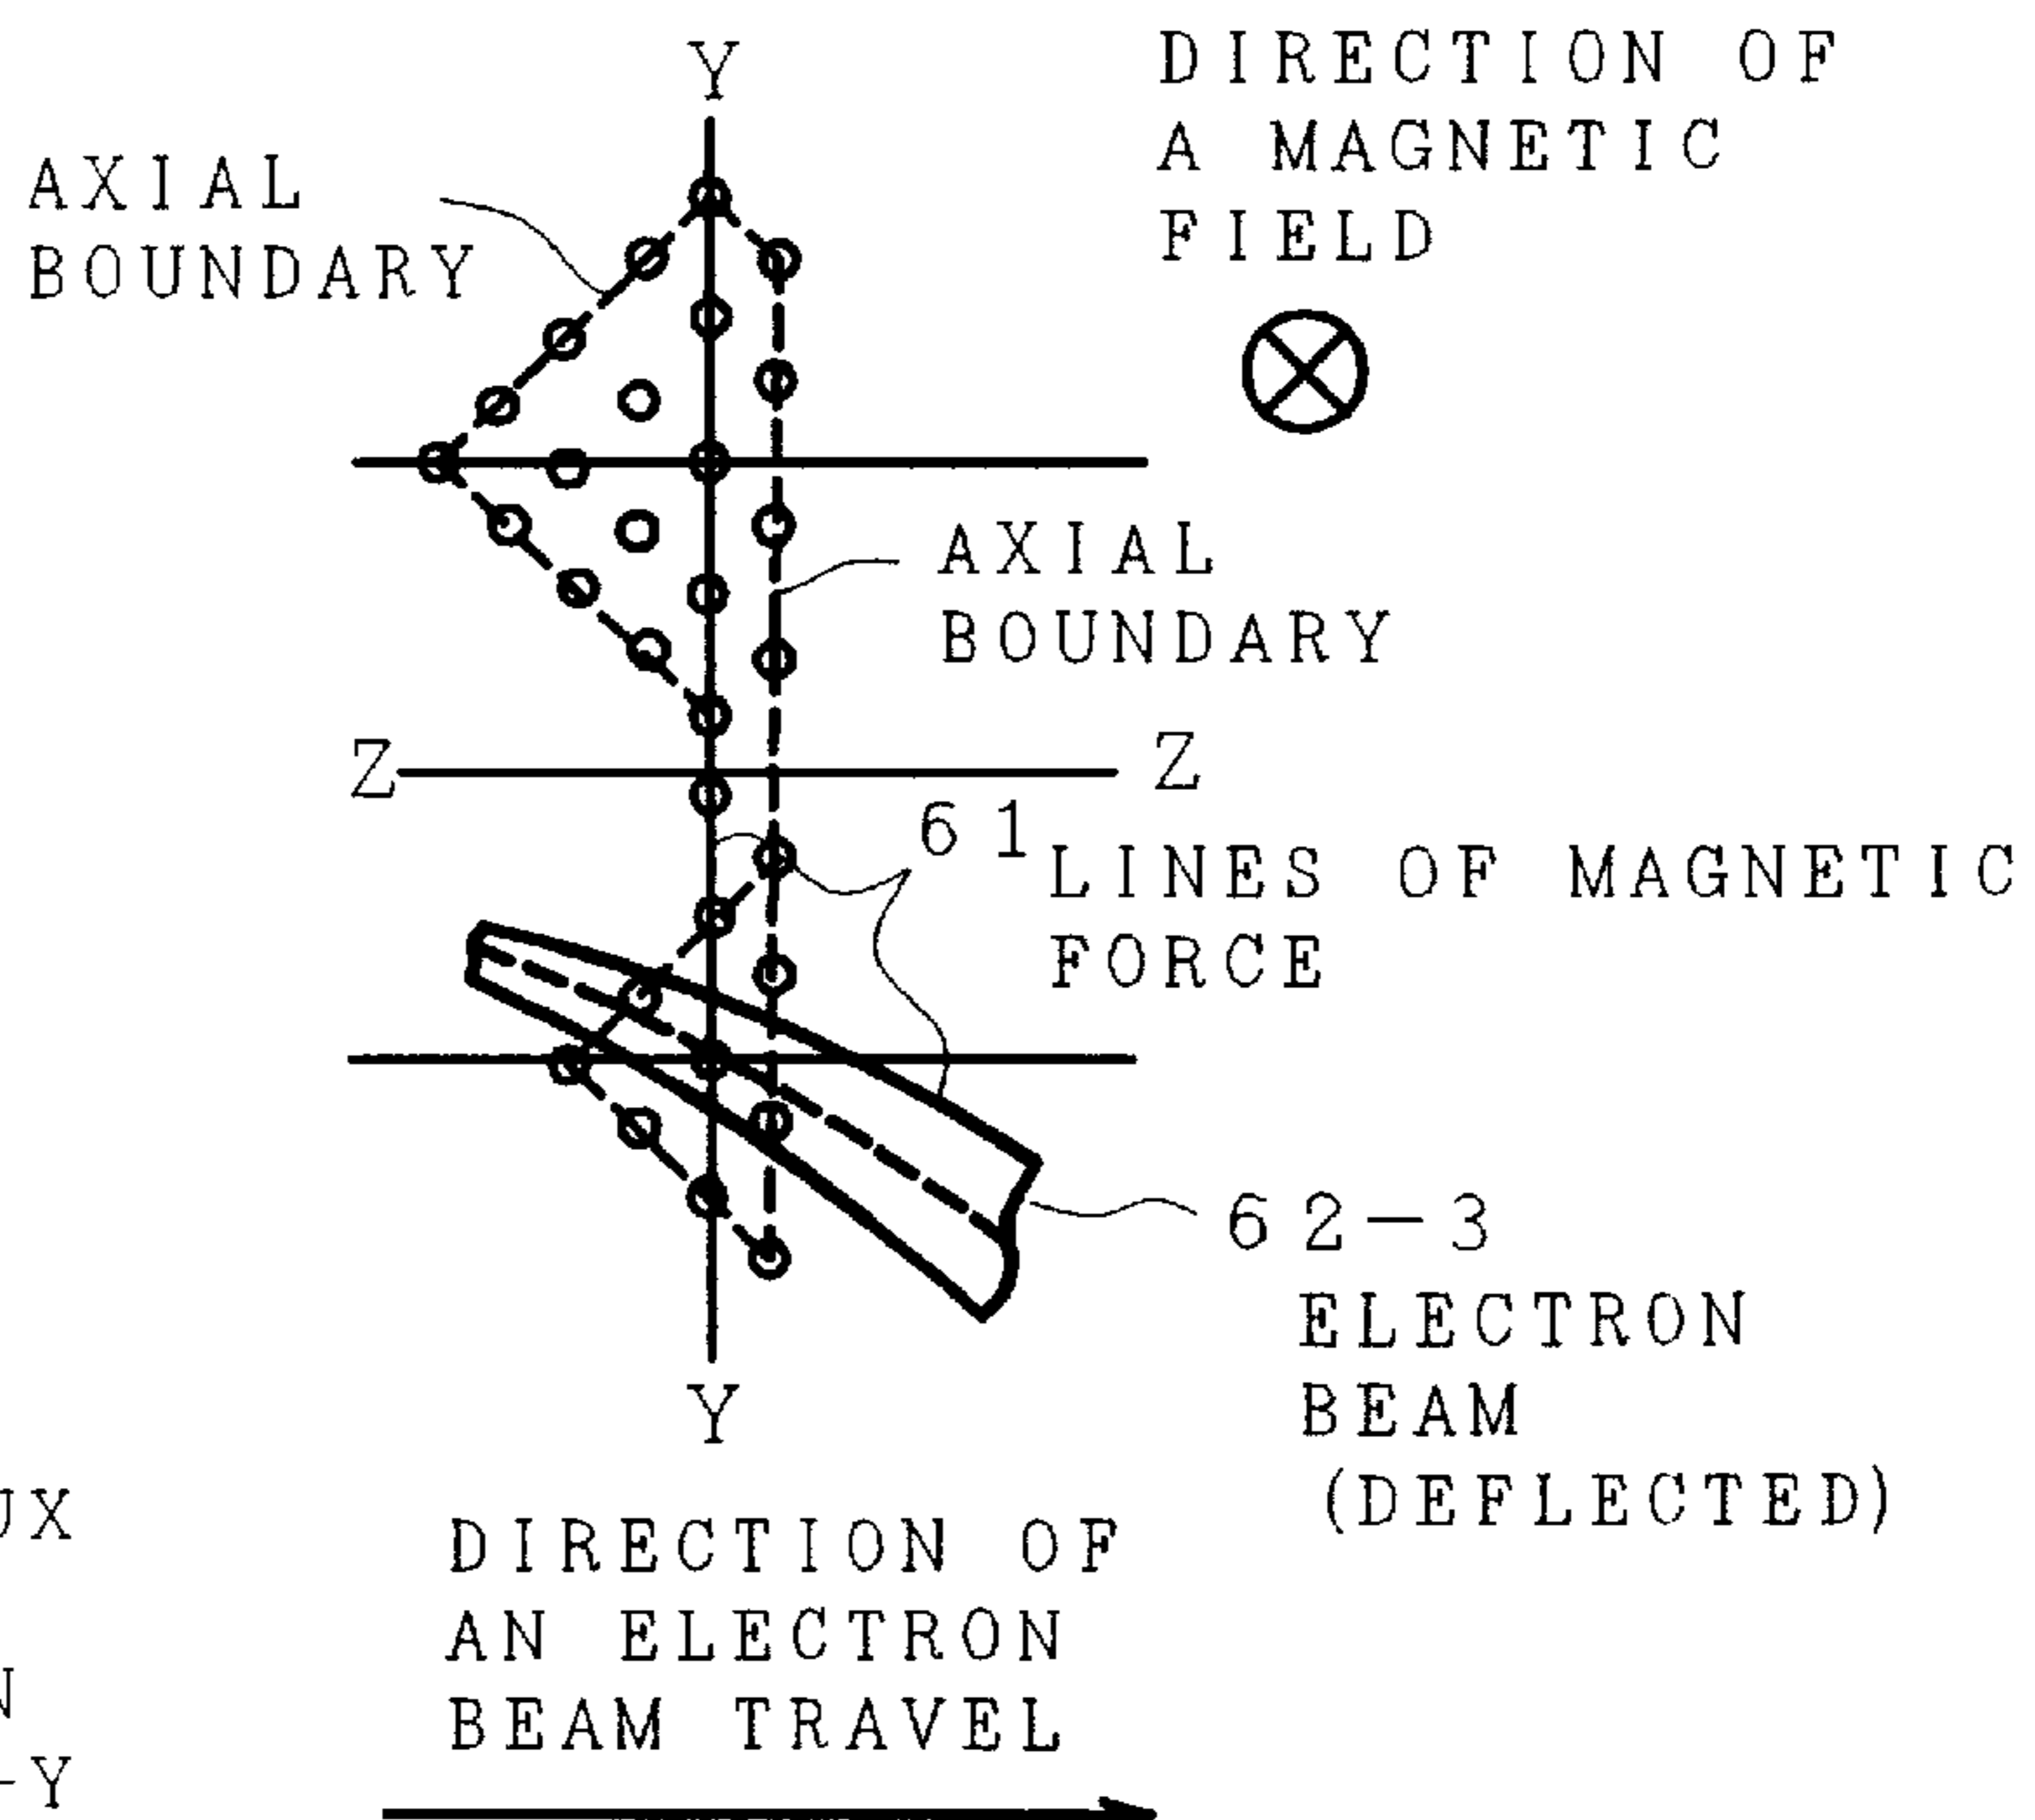 Y
DIRECTION OF
A MAGNETIC
FIELD
AXIAL
BOUNDARY
AXIAL
BOUNDARY
Z
Z
61
LINES OF MAGNETIC
FORCE
62-3
ELECTRON
BEAM
(DEFLECTED)
Y
UX
N
-Y
DIRECTION OF
AN ELECTRON
BEAM TRAVEL